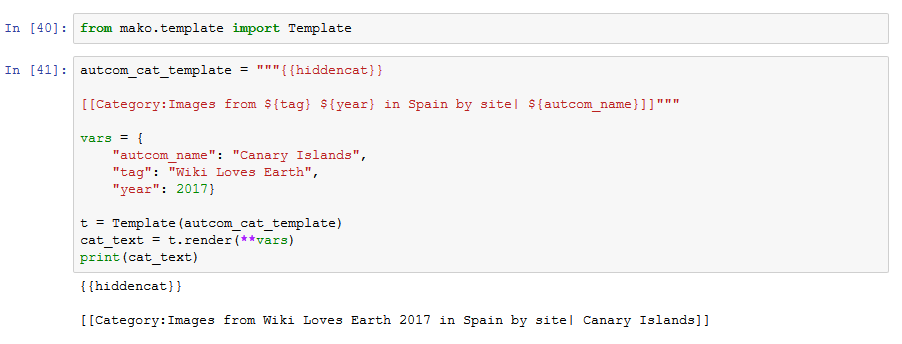 In [40]: from mako.template import Template
In [41]: autcom_cat_template = """{{hiddencat}}
[[Category:Images from ${tag} ${year} in Spain by site| ${autcom_name}]]"""
vars = {
    "autcom_name": "Canary Islands",
    "tag": "Wiki Loves Earth",
    "year": 2017}
t = Template(autcom_cat_template)
cat_text = t.render(**vars)
print(cat_text)
{{hiddencat}}
[[Category:Images from Wiki Loves Earth 2017 in Spain by site| Canary Islands]]